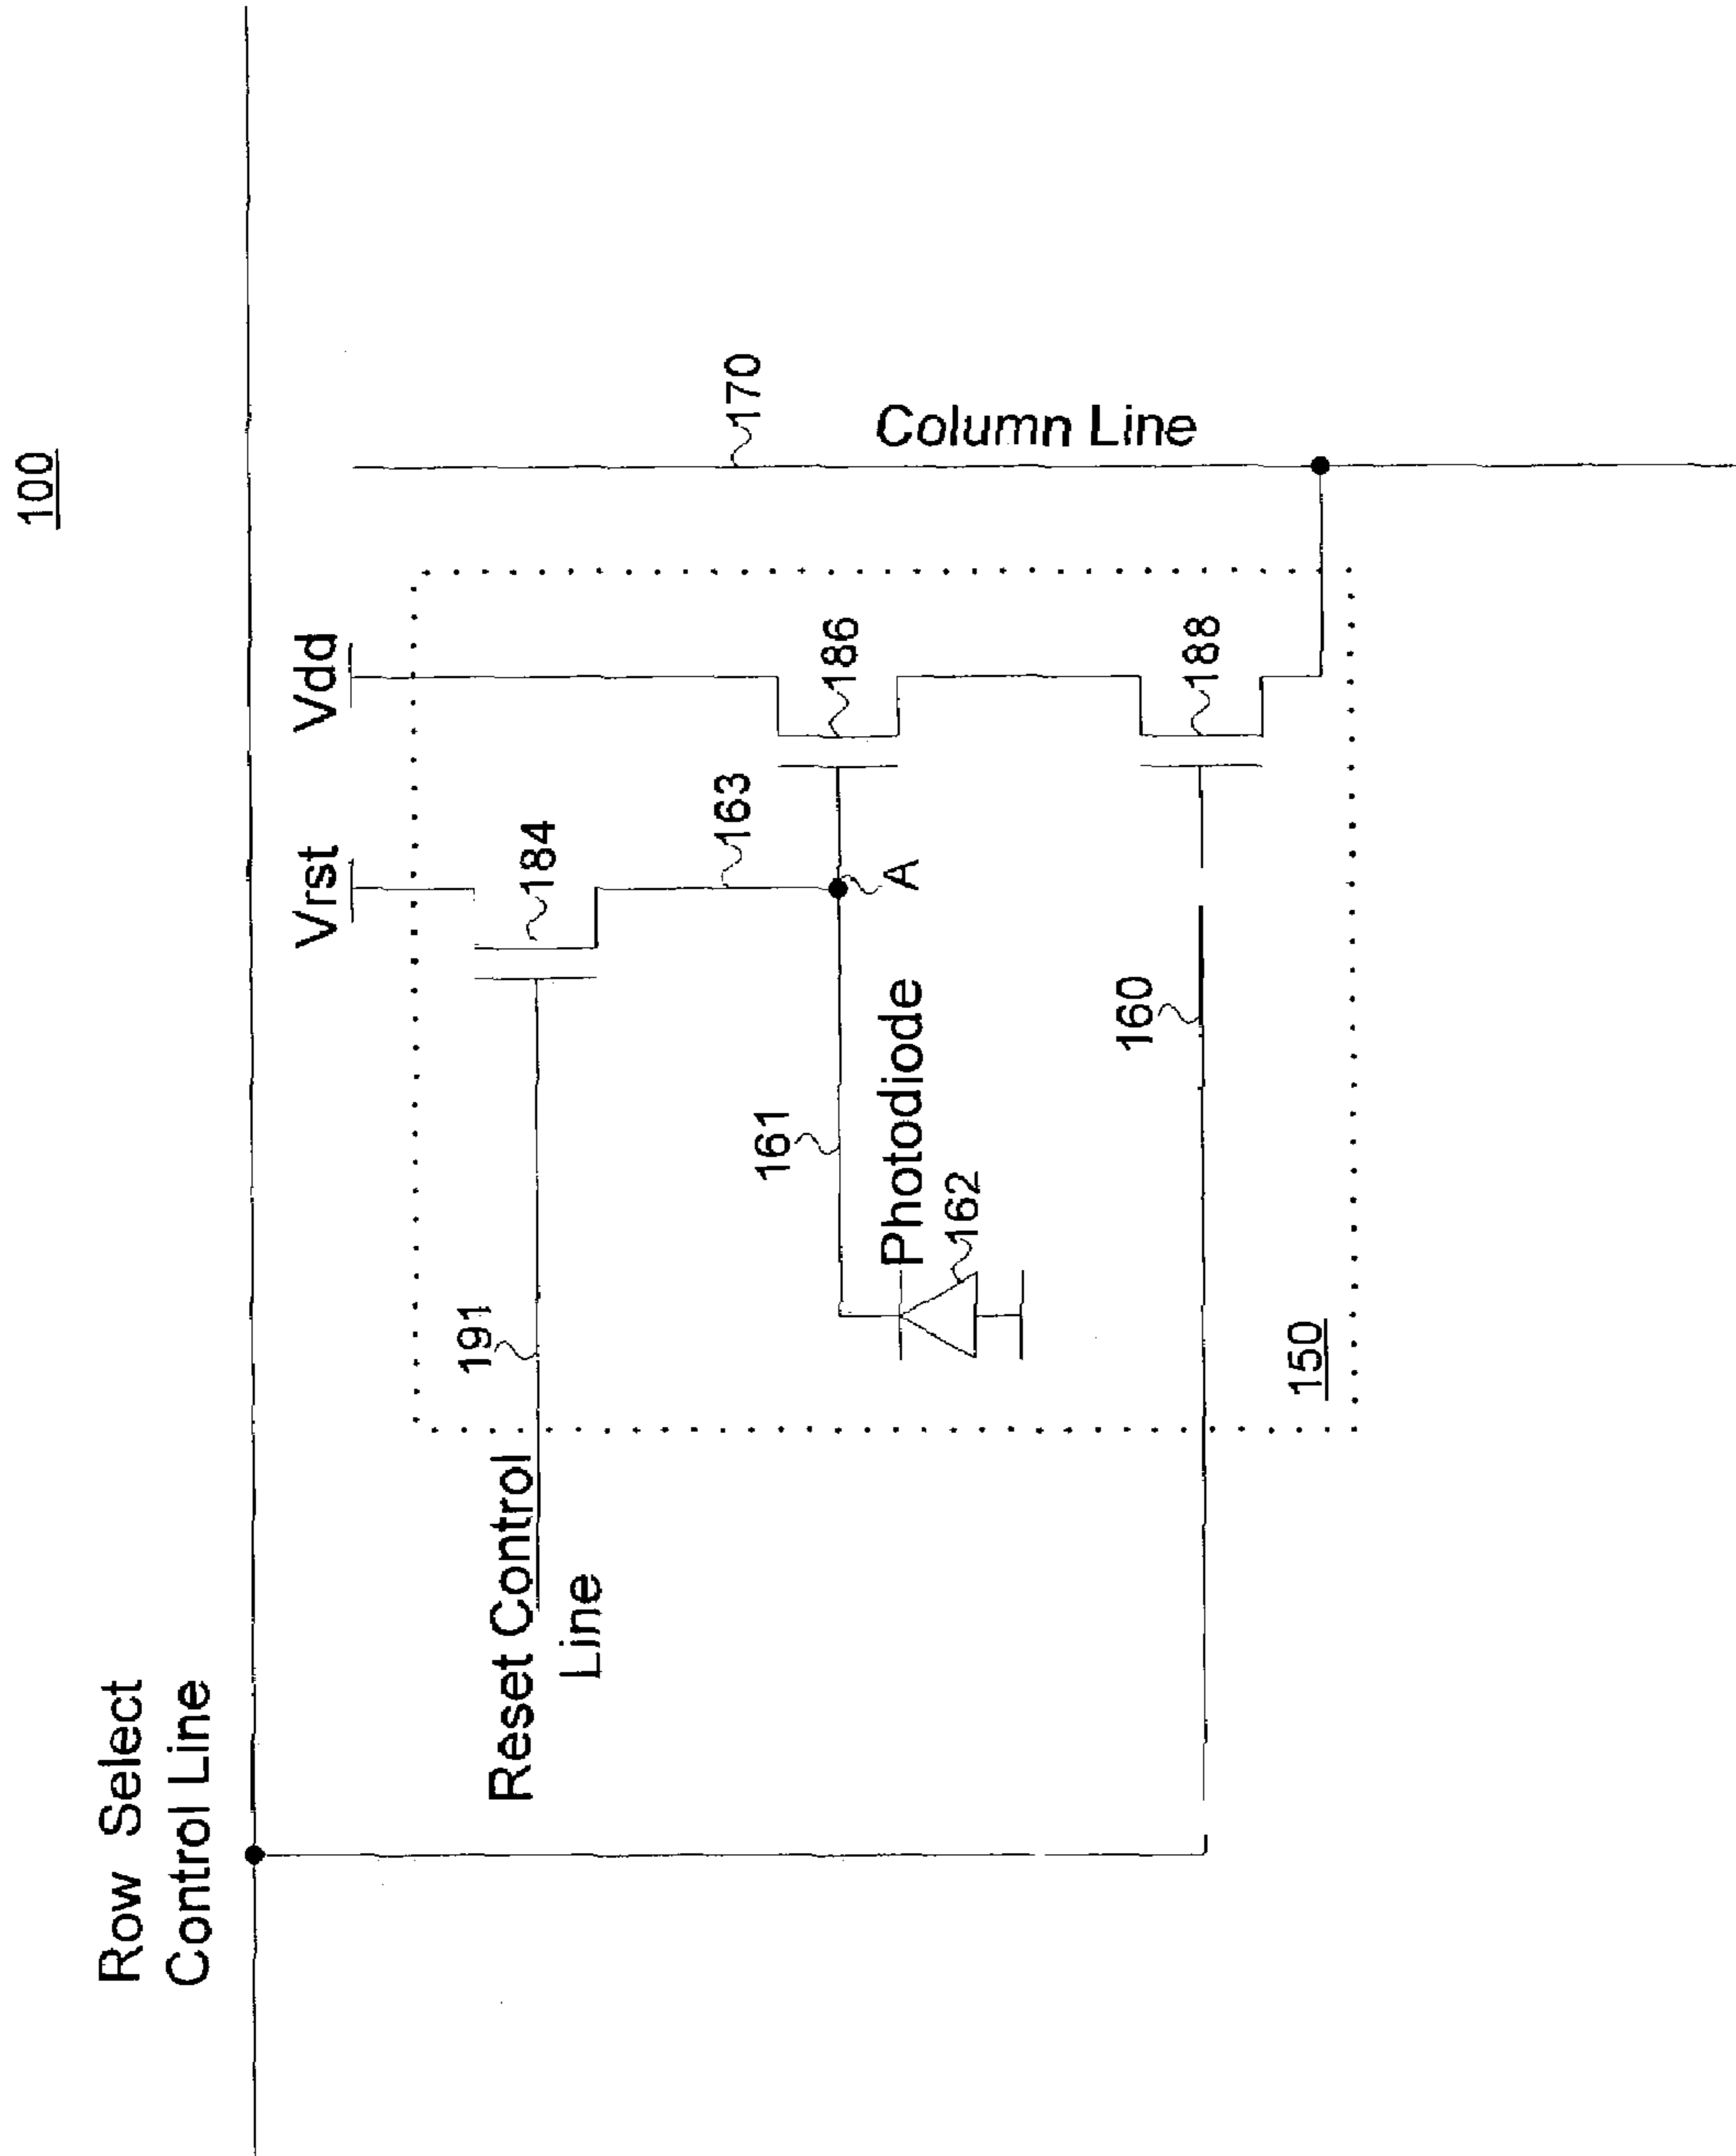 100
Row Select
Control Line
Vrst
Vdd
184
163
186
170
Column Line
191
Reset Control
Line
161
A
Photodiode
162
160
188
150